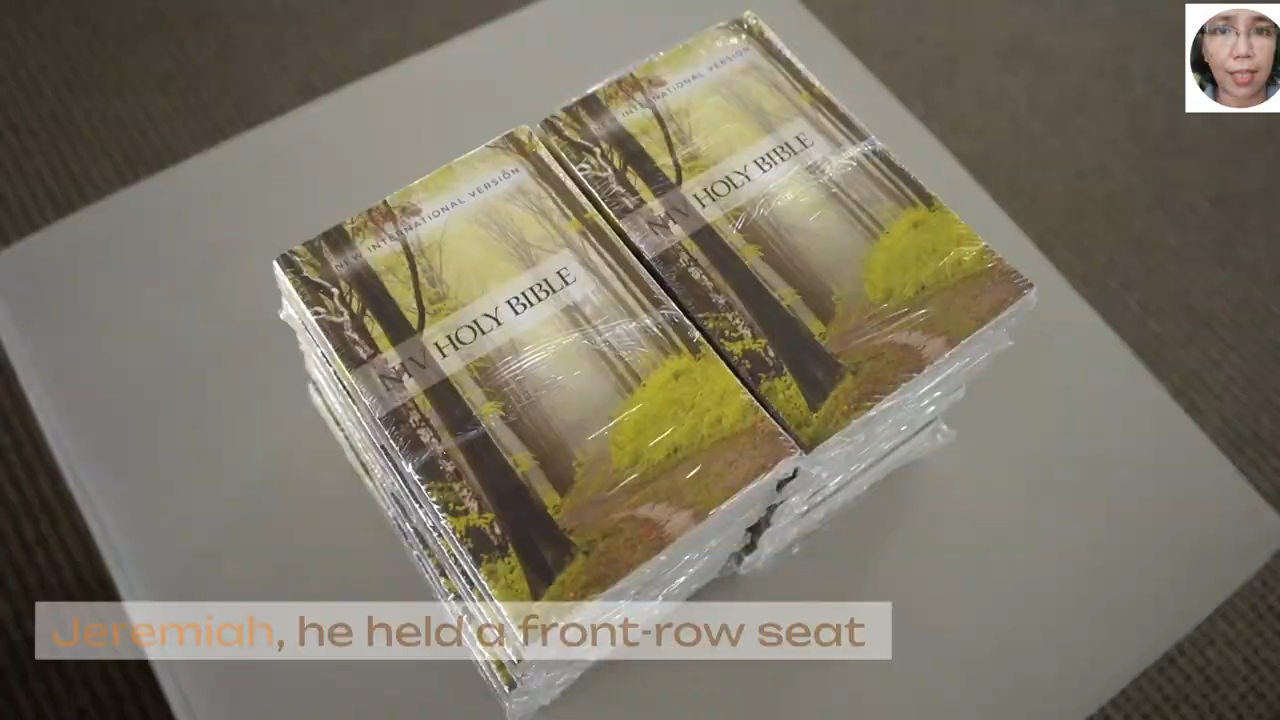 NEW INTERNATIONAL VERSION
NIV HOLY BIBLE
NEW INTERNATIONAL VERSION
NIV HOLY BIBLE
Jeremiah, he held a front-row seat